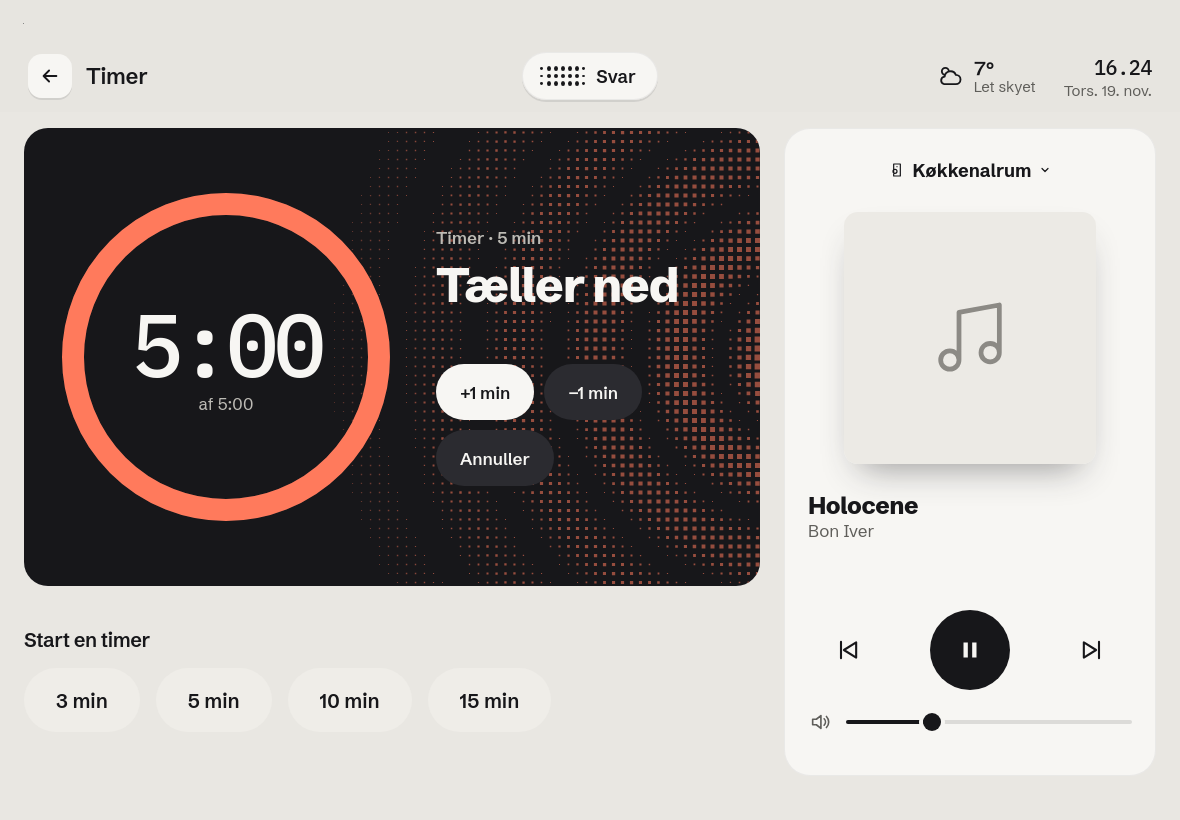 Timer
Svar
7°
Let skyet
16.24
Tors. 19. nov.
5:00
af 5:00
Timer · 5 min
Tæller ned
+1 min
−1 min
Annuller
Start en timer
3 min
5 min
10 min
15 min
Køkkenalrum
Holocene
Bon Iver